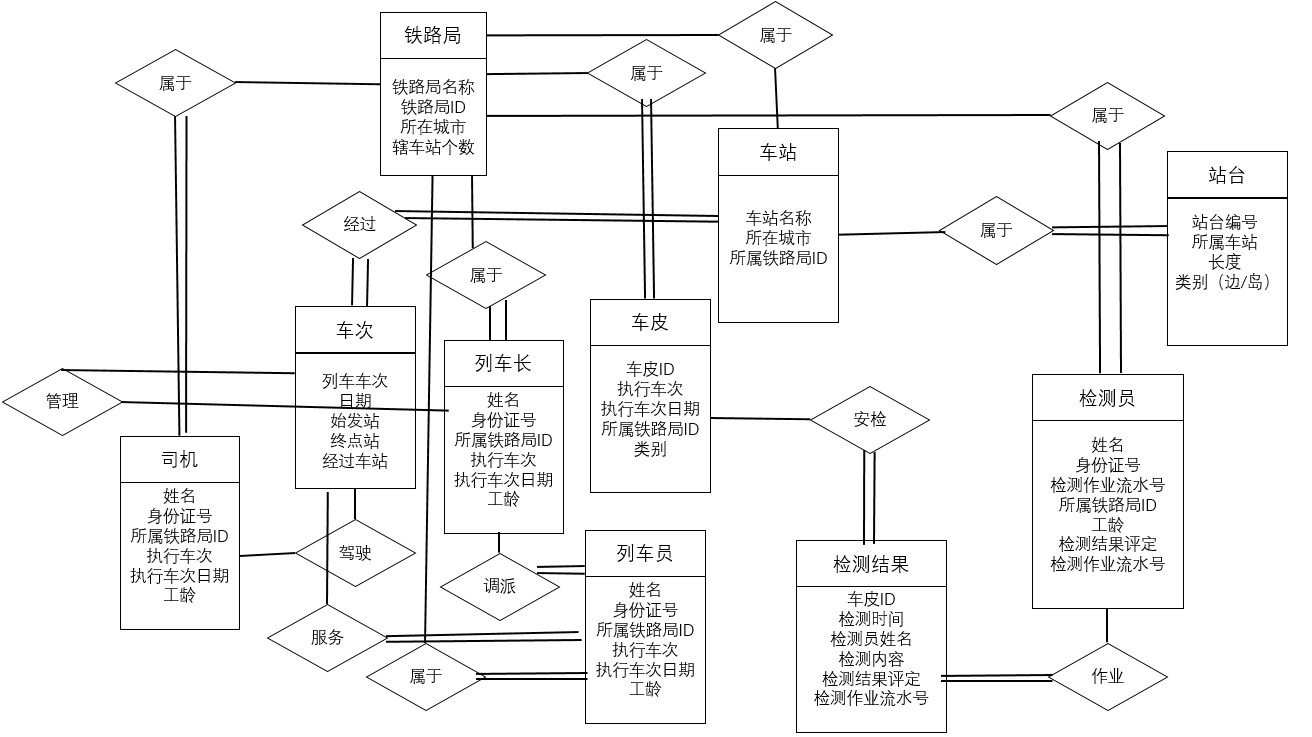 铁路局
铁路局名称
铁路局ID
所在城市
辖车站个数
属于
属于
属于
属于
车站
车站名称
所在城市
所属铁路局ID
站台
站台编号
所属车站
长度
类别（边/岛）
属于
经过
属于
车次
列车车次
日期
始发站
终点站
经过车站
列车长
姓名
身份证号
所属铁路局ID
执行车次
执行车次日期
工龄
车皮
车皮ID
执行车次
执行车次日期
所属铁路局ID
类别
管理
安检
检测员
姓名
身份证号
检测作业流水号
所属铁路局ID
工龄
检测结果评定
检测作业流水号
司机
姓名
身份证号
所属铁路局ID
执行车次
执行车次日期
工龄
驾驶
调派
列车员
姓名
身份证号
所属铁路局ID
执行车次
执行车次日期
工龄
检测结果
车皮ID
检测时间
检测员姓名
检测内容
检测结果评定
检测作业流水号
服务
属于
作业